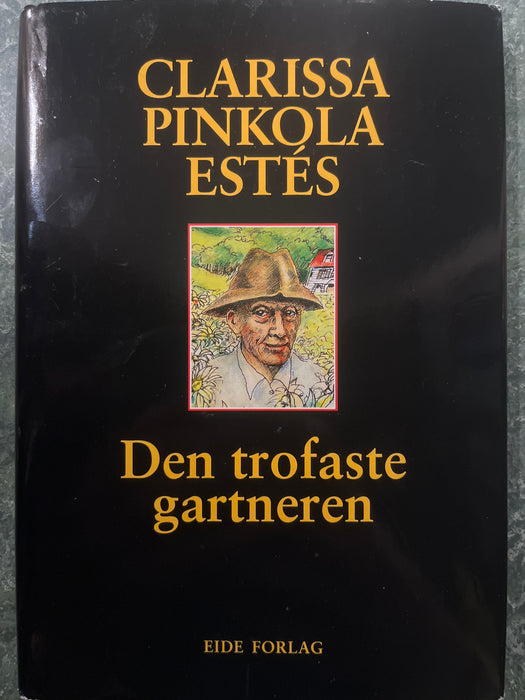 CLARISSA
PINKOLA
ESTÉS
Den trofaste
gartneren
EIDE FORLAG